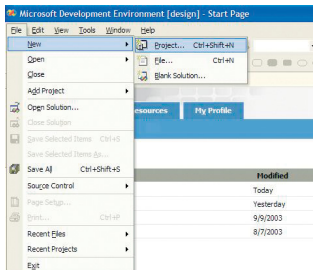 Microsoft Development Environment [design] - Start Page
File Edit View Tools Window Help
New
Project... Ctrl+Shift+N
File... Ctrl+N
Blank Solution...
Open
Close
Add Project
Open Solution...
Close Solution
Save Selected Items Ctrl+S
Save Selected Items As...
Save All Ctrl+Shift+S
Source Control
Page Setup...
Print... Ctrl+P
Recent Files
Recent Projects
Exit
esources My Profile
Modified
Today
Yesterday
9/9/2003
8/7/2003